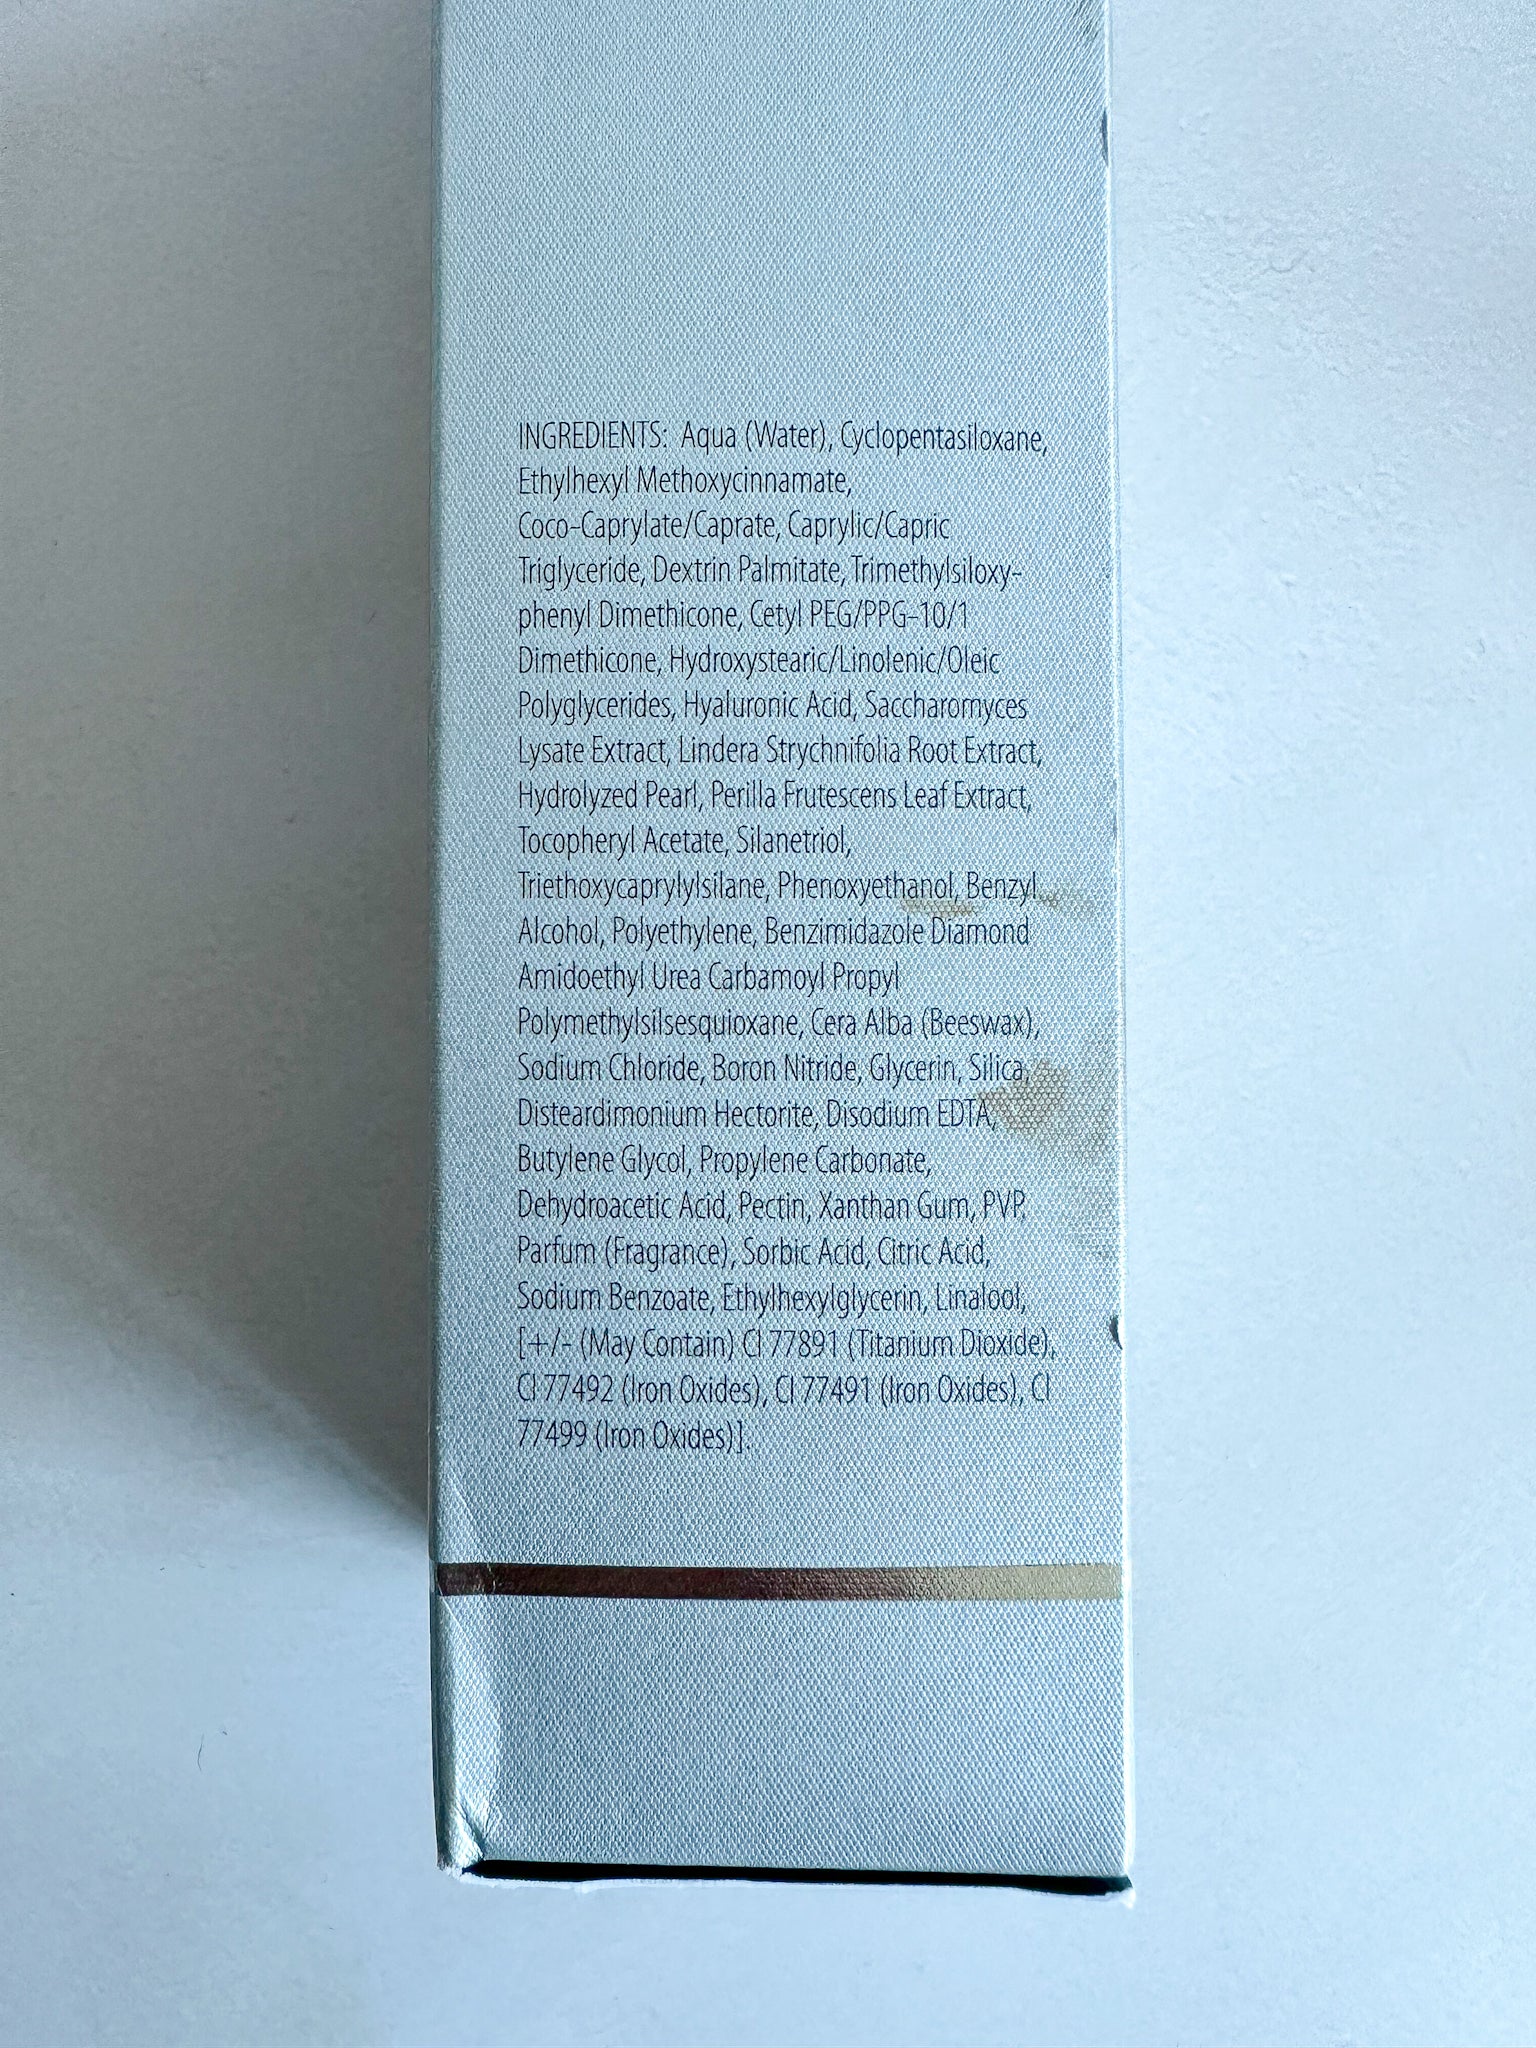 INGREDIENTS: Aqua (Water), Cyclopentasiloxane,
Ethylhexyl Methoxycinnamate,
Coco-Caprylate/Caprate, Caprylic/Capric
Triglyceride, Dextrin Palmitate, Trimethylsiloxy-
phenyl Dimethicone, Cetyl PEG/PPG-10/1
Dimethicone, Hydroxystearic/Linolenic/Oleic
Polyglycerides, Hyaluronic Acid, Saccharomyces
Lysate Extract, Lindera Strychnifolia Root Extract,
Hydrolyzed Pearl, Perilla Frutescens Leaf Extract,
Tocopheryl Acetate, Silanetriol,
Triethoxycaprylylsilane, Phenoxyethanol, Benzyl
Alcohol, Polyethylene, Benzimidazole Diamond
Amidoethyl Urea Carbamoyl Propyl
Polymethylsilsesquioxane, Cera Alba (Beeswax),
Sodium Chloride, Boron Nitride, Glycerin, Silica,
Disteardimonium Hectorite, Disodium EDTA,
Butylene Glycol, Propylene Carbonate,
Dehydroacetic Acid, Pectin, Xanthan Gum, PVP,
Parfum (Fragrance), Sorbic Acid, Citric Acid,
Sodium Benzoate, Ethylhexylglycerin, Linalool,
[+/- (May Contain) CI 77891 (Titanium Dioxide),
CI 77492 (Iron Oxides), CI 77491 (Iron Oxides), CI
77499 (Iron Oxides)].